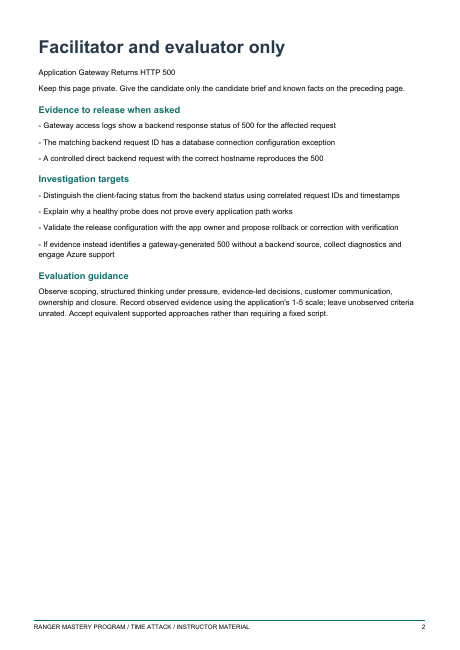 Facilitator and evaluator only
Application Gateway Returns HTTP 500
Keep this page private. Give the candidate only the candidate brief and known facts on the preceding page.
Evidence to release when asked
- Gateway access logs show a backend response status of 500 for the affected request
- The matching backend request ID has a database connection configuration exception
- A controlled direct backend request with the correct hostname reproduces the 500
Investigation targets
- Distinguish the client-facing status from the backend status using correlated request IDs and timestamps
- Explain why a healthy probe does not prove every application path works
- Validate the release configuration with the app owner and propose rollback or correction with verification
- If evidence instead identifies a gateway-generated 500 without a backend source, collect diagnostics and
engage Azure support
Evaluation guidance
Observe scoping, structured thinking under pressure, evidence-led decisions, customer communication,
ownership and closure. Record observed evidence using the application's 1-5 scale; leave unobserved criteria
unrated. Accept equivalent supported approaches rather than requiring a fixed script.
RANGER MASTERY PROGRAM / TIME ATTACK / INSTRUCTOR MATERIAL 2